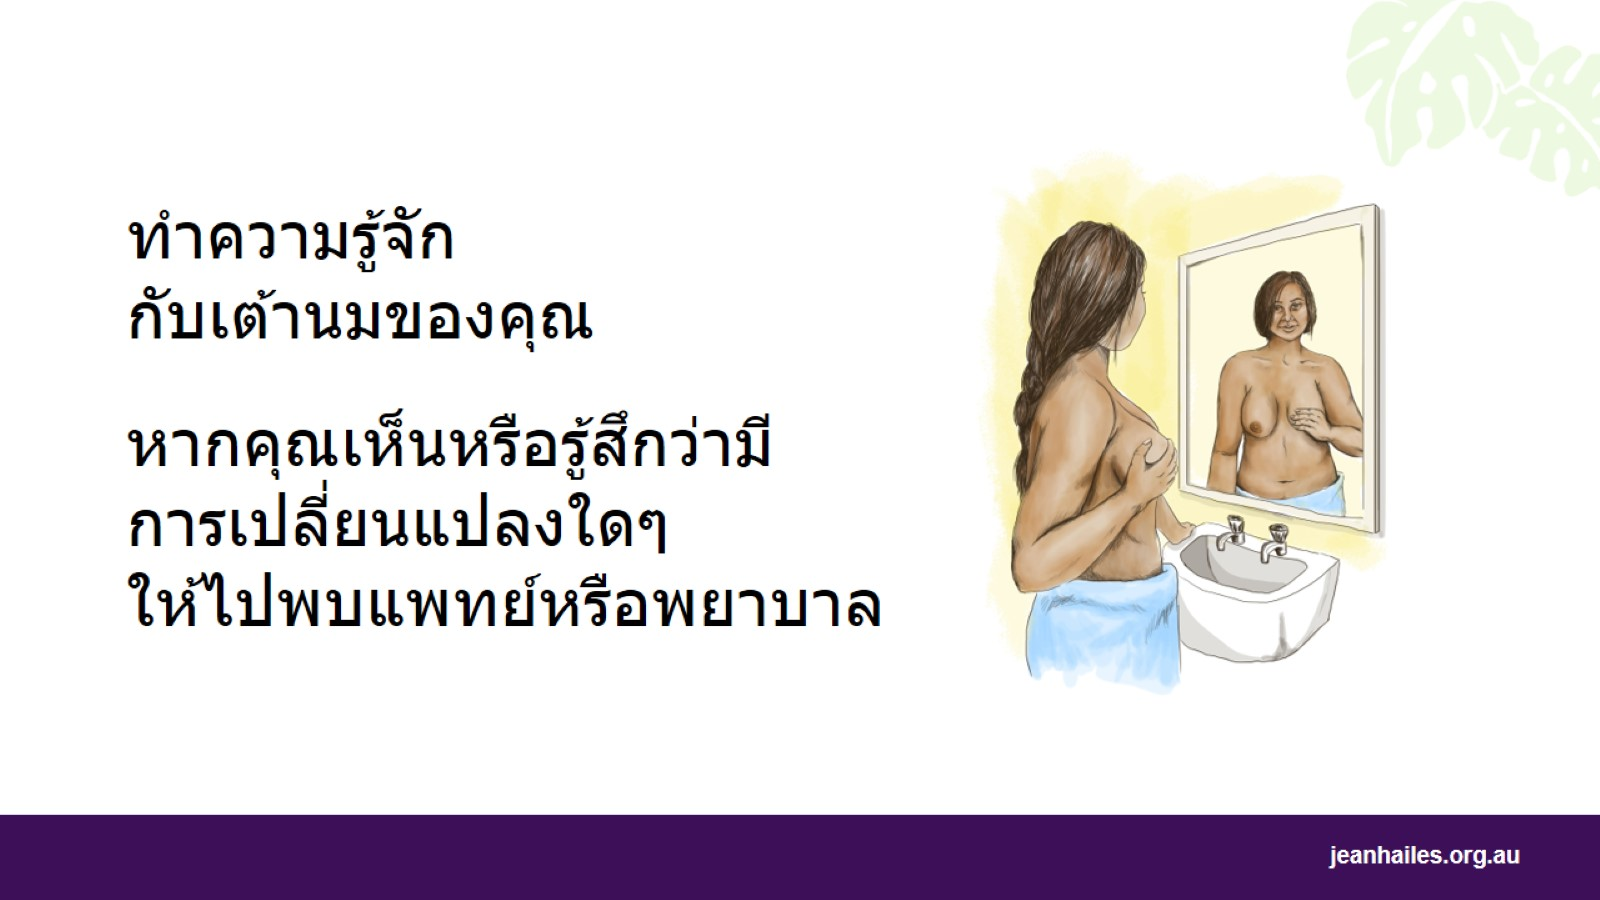 ทำความรู้จัก
กับเต้านมของคุณ
หากคุณเห็นหรือรู้สึกว่ามี
การเปลี่ยนแปลงใดๆ
ให้ไปพบแพทย์หรือพยาบาล
jeanhailes.org.au